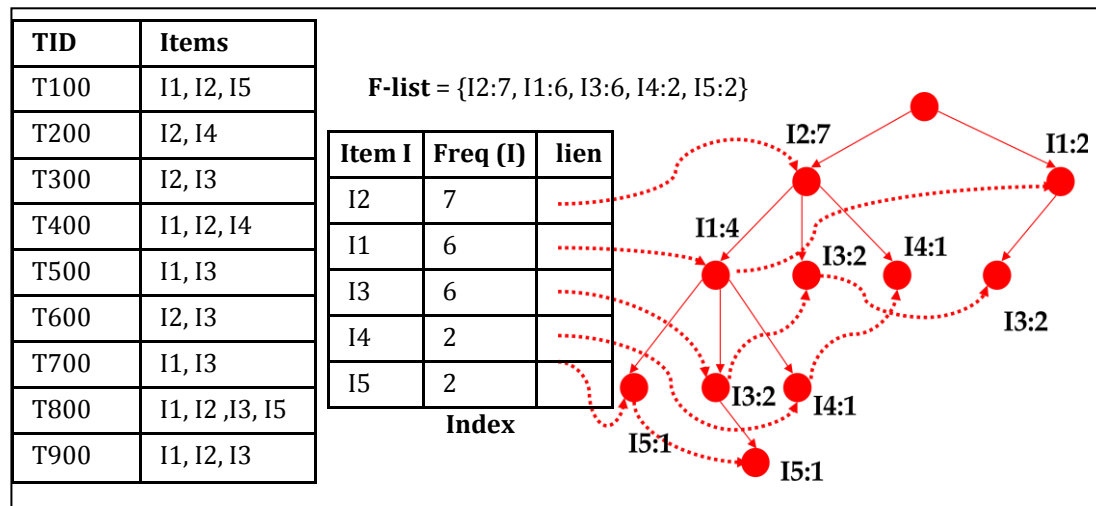 TID Items
T100 I1, I2, I5
T200 I2, I4
T300 I2, I3
T400 I1, I2, I4
T500 I1, I3
T600 I2, I3
T700 I1, I3
T800 I1, I2 ,I3, I5
T900 I1, I2, I3
F-list = {I2:7, I1:6, I3:6, I4:2, I5:2}
Item I Freq (I) lien
I2 7
I1 6
I3 6
I4 2
I5 2
Index
I2:7
I1:2
I1:4
I3:2
I4:1
I3:2
I5:1
I3:2
I4:1
I5:1